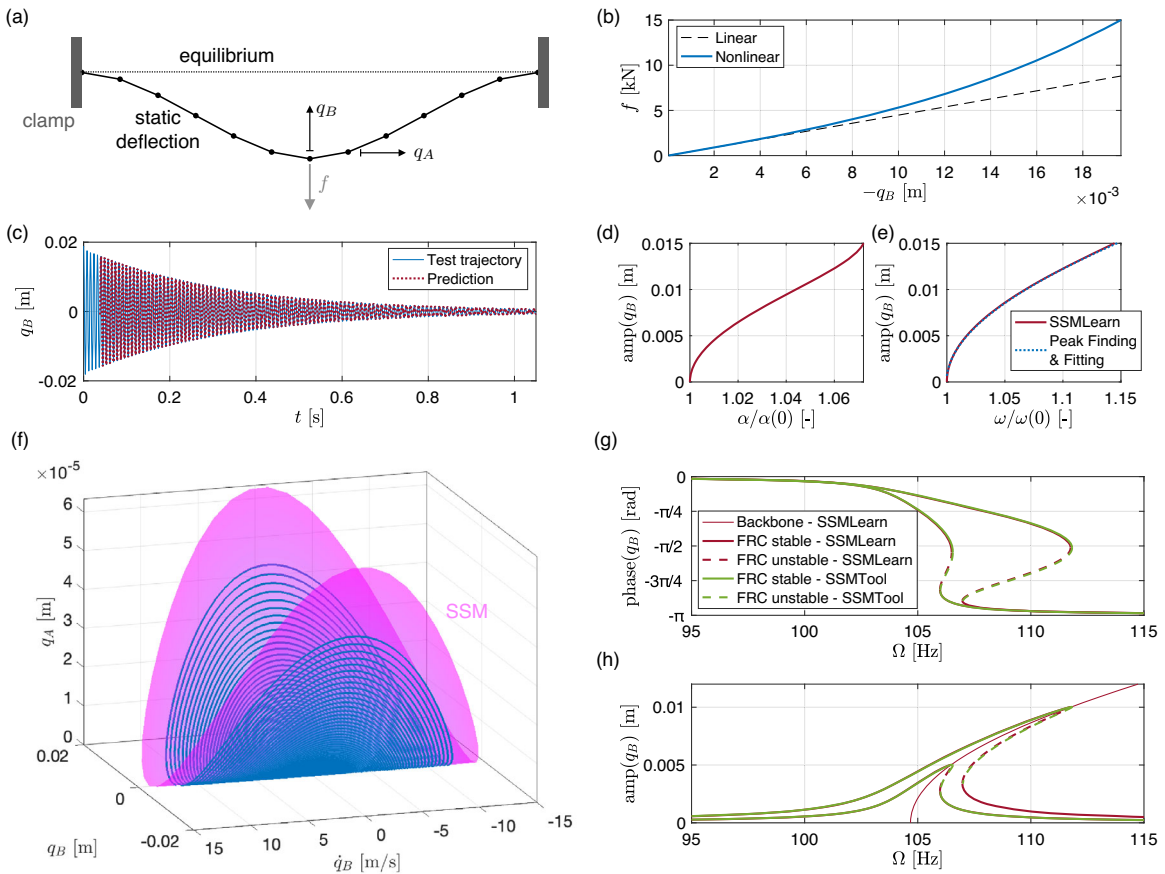 (a)
equilibrium
clamp
static
deflection
q_B
q_A
f
(b)
Linear
Nonlinear
f [kN]
15
10
5
0
2 4 6 8 10 12 14 16 18
−q_B [m]
×10⁻³
(c)
Test trajectory
Prediction
q_B [m]
0.02
0
-0.02
0 0.2 0.4 0.6 0.8 1
t [s]
(d)
amp(q_B) [m]
0.015
0.01
0.005
0
1 1.02 1.04 1.06
α/α(0) [-]
(e)
amp(q_B) [m]
0.015
0.01
0.005
0
SSMLearn
Peak Finding
& Fitting
1 1.05 1.1 1.15
ω/ω(0) [-]
(f)
×10⁻⁵
q_A [m]
6
5
4
3
2
1
0
SSM
0.02
0
-0.02
q_B [m]
15 10 5 0 -5 -10 -15
q̇_B [m/s]
(g)
phase(q_B) [rad]
0
-π/4
-π/2
-3π/4
-π
Backbone - SSMLearn
FRC stable - SSMLearn
FRC unstable - SSMLearn
FRC stable - SSMTool
FRC unstable - SSMTool
95 100 105 110 115
Ω [Hz]
(h)
amp(q_B) [m]
0.01
0.005
0
95 100 105 110 115
Ω [Hz]